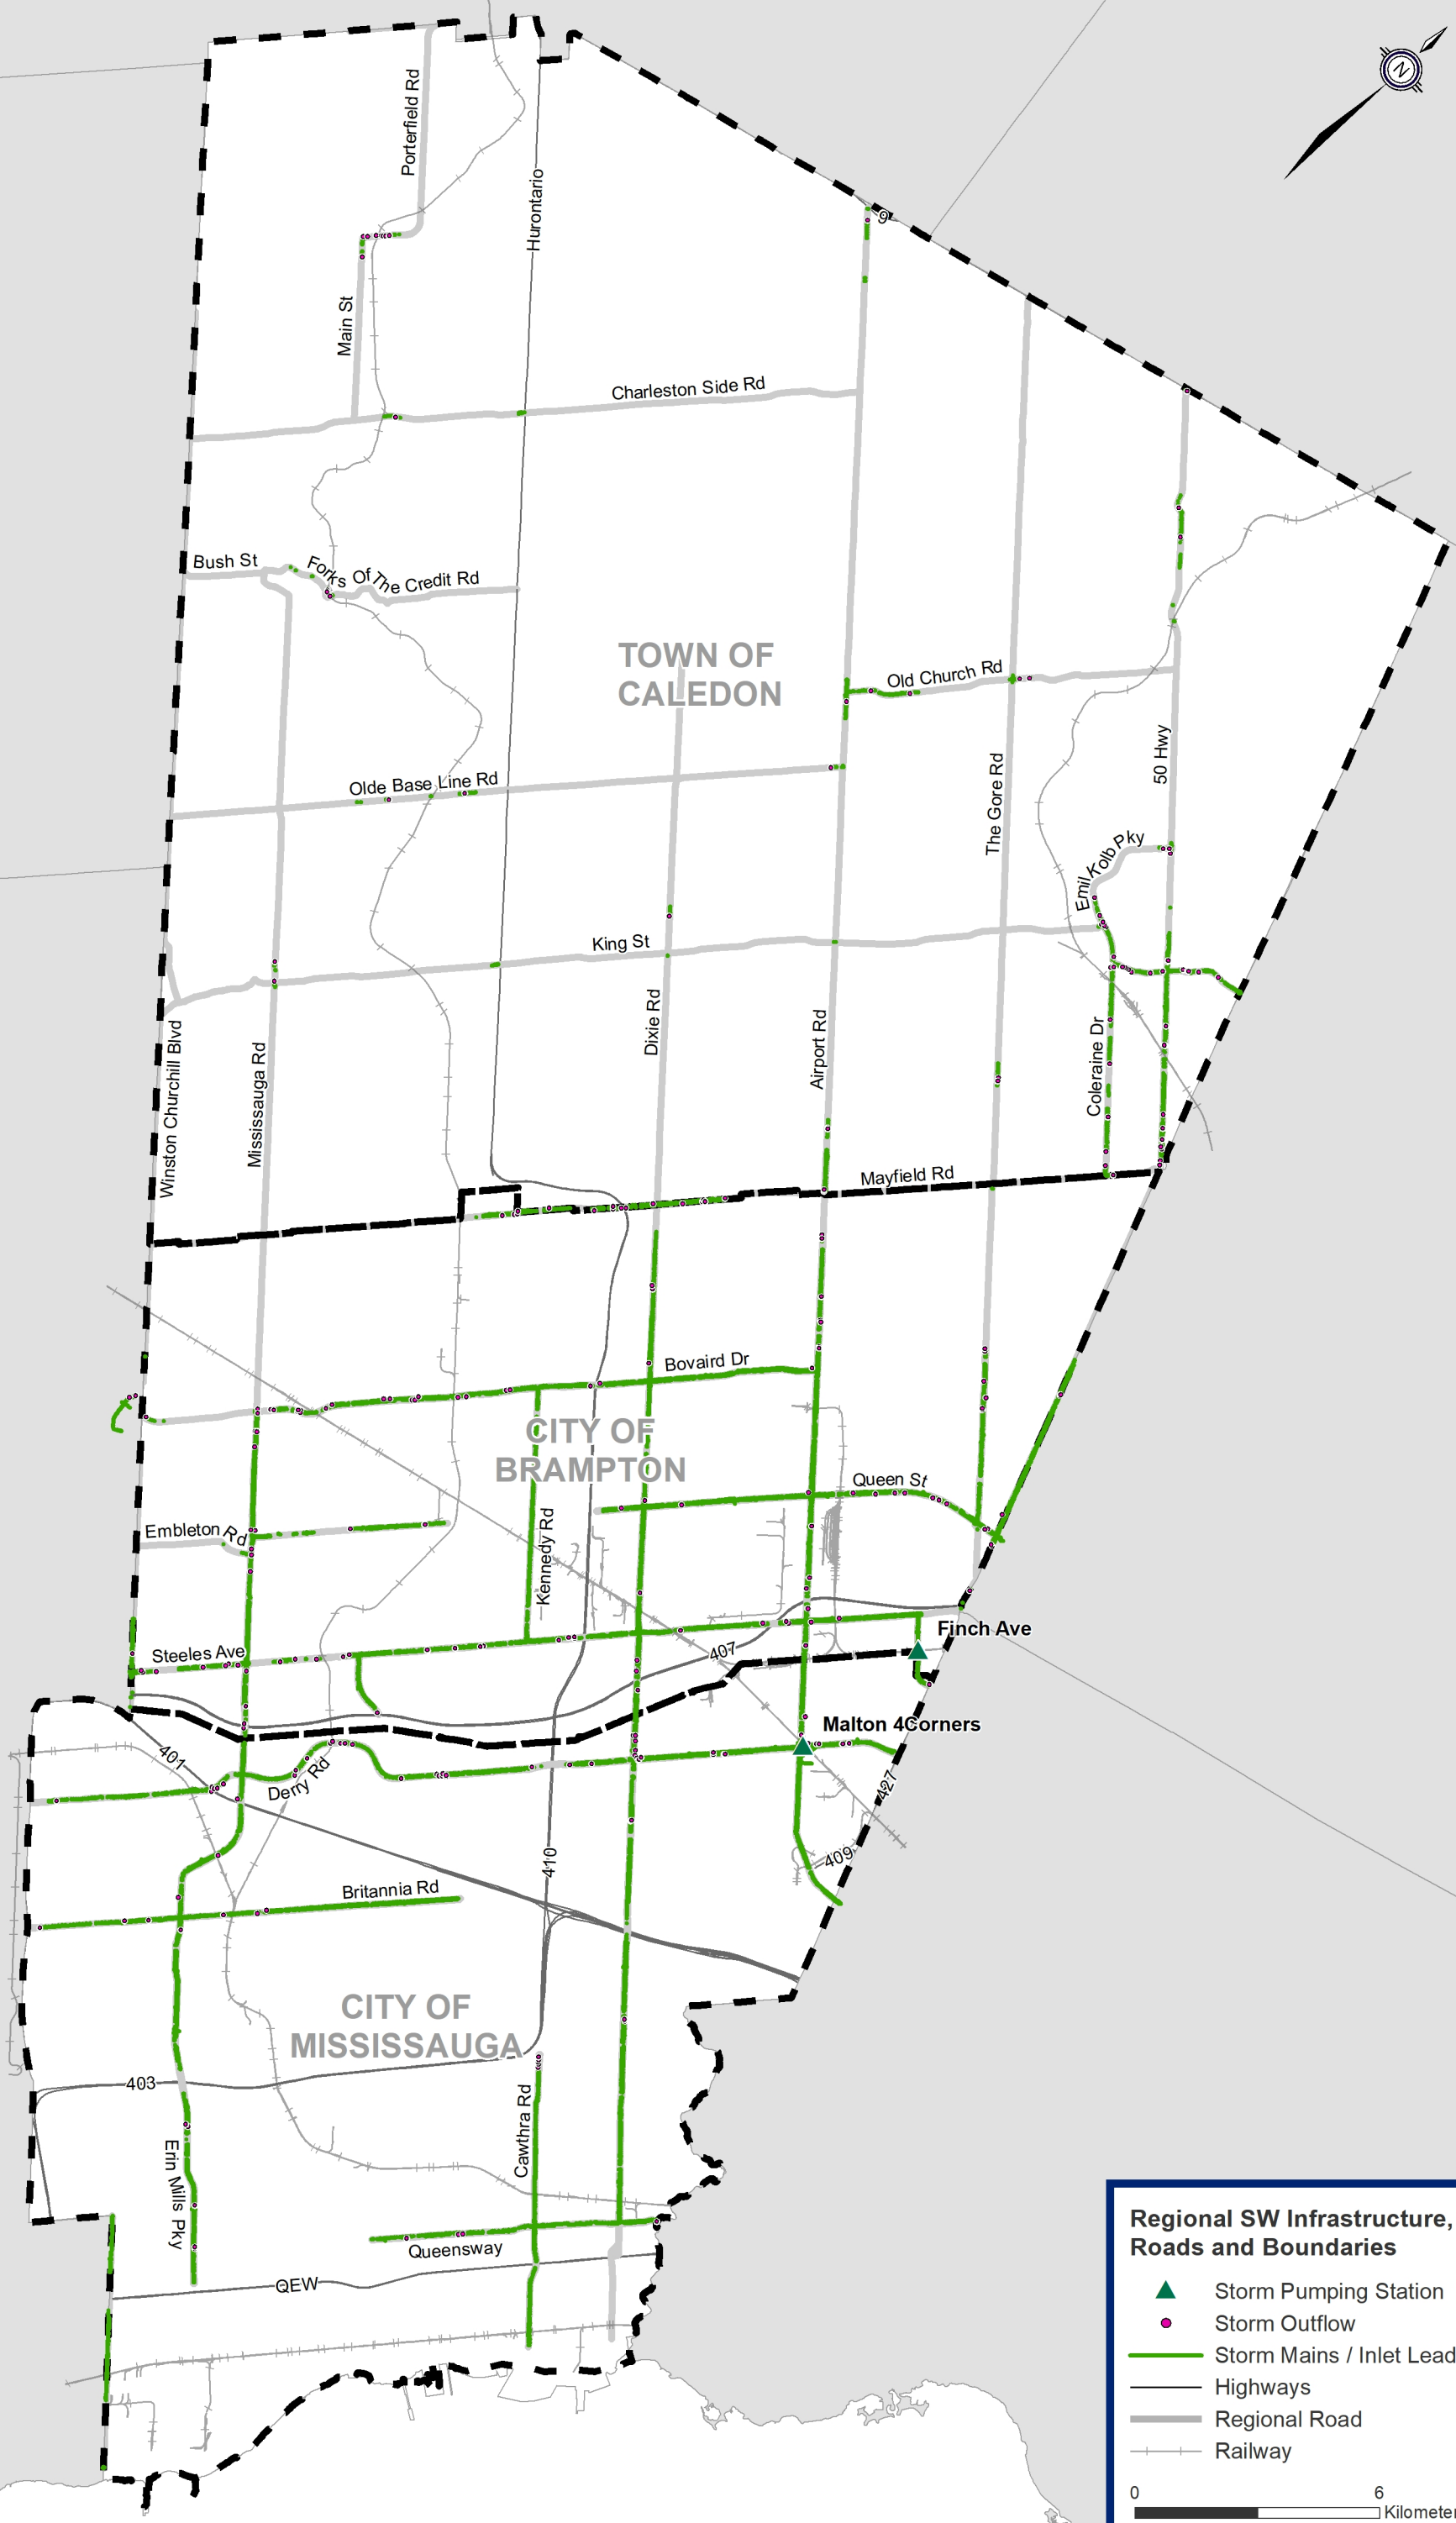 N
Porterfield Rd
Hurontario
9
Main St
Charleston Side Rd
Bush St
Forks Of The Credit Rd
TOWN OF
CALEDON
Old Church Rd
50 Hwy
The Gore Rd
Olde Base Line Rd
Emil Kolb Pky
King St
Dixie Rd
Airport Rd
Coleraine Dr
Winston Churchill Blvd
Mississauga Rd
Mayfield Rd
Bovaird Dr
CITY OF
BRAMPTON
Queen St
Embleton Rd
Kennedy Rd
Finch Ave
Steeles Ave
407
Malton 4Corners
401
Derry Rd
427
410
409
Britannia Rd
CITY OF
MISSISSAUGA
403
Cawthra Rd
Erin Mills Pky
Queensway
QEW
Regional SW Infrastructure,
Roads and Boundaries
Storm Pumping Station
Storm Outflow
Storm Mains / Inlet Lead
Highways
Regional Road
Railway
0 6
Kilometer